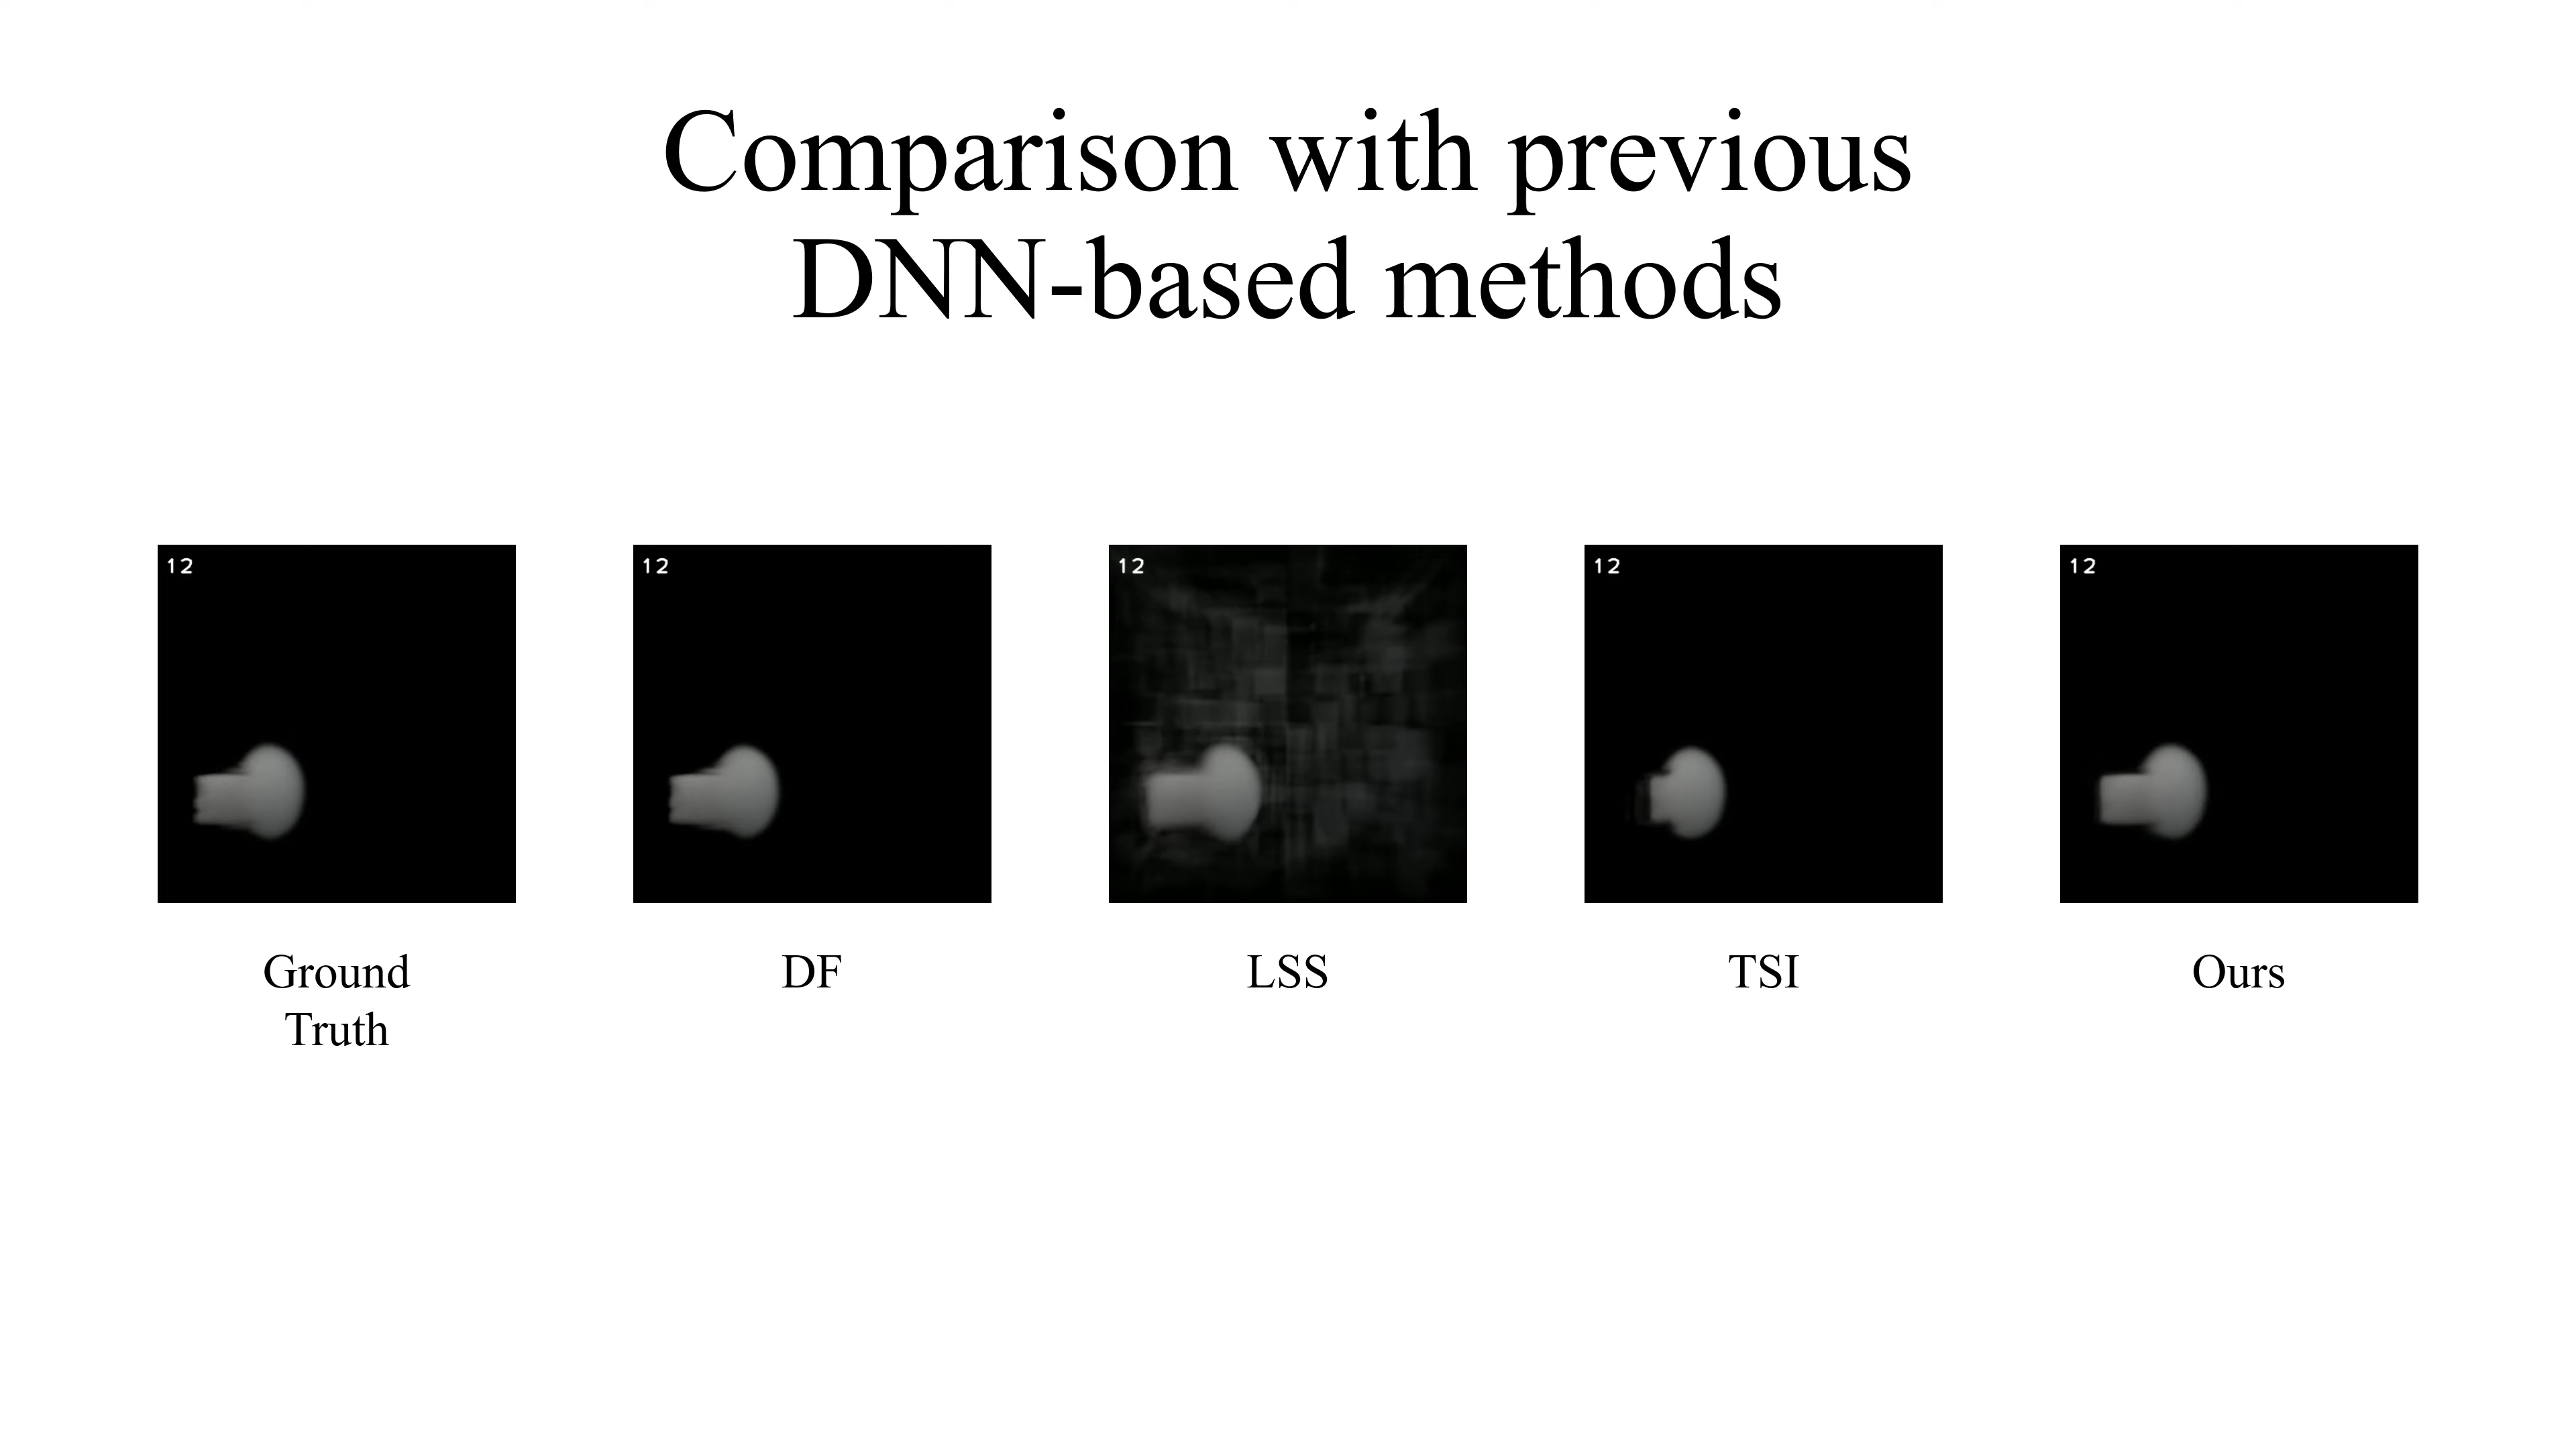 Comparison with previous
DNN-based methods
12
12
12
12
12
Ground
Truth
DF
LSS
TSI
Ours